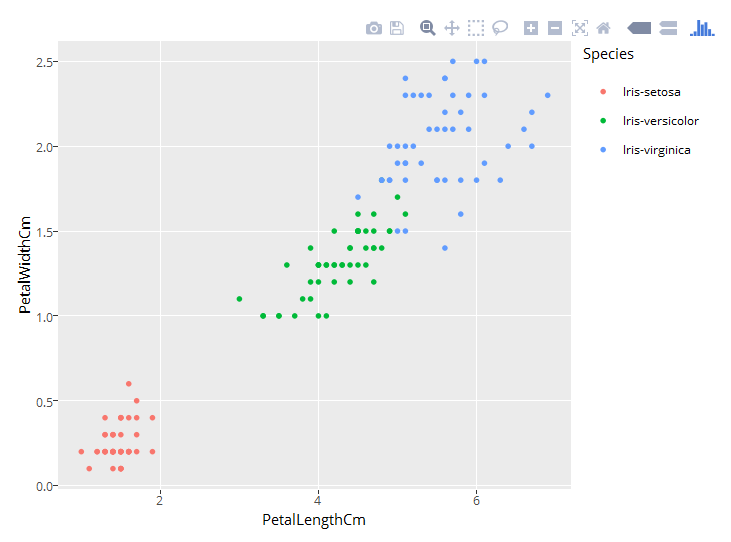 Species
Iris-setosa
Iris-versicolor
Iris-virginica
PetalWidthCm
2.5
2.0
1.5
1.0
0.5
0.0
2
4
6
PetalLengthCm